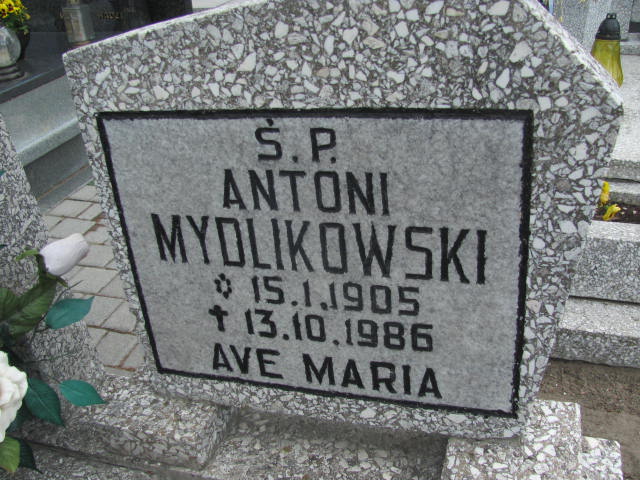 Ś.P.
ANTONI
MYDLIKOWSKI
15.1.1905
13.10.1986
AVE MARIA